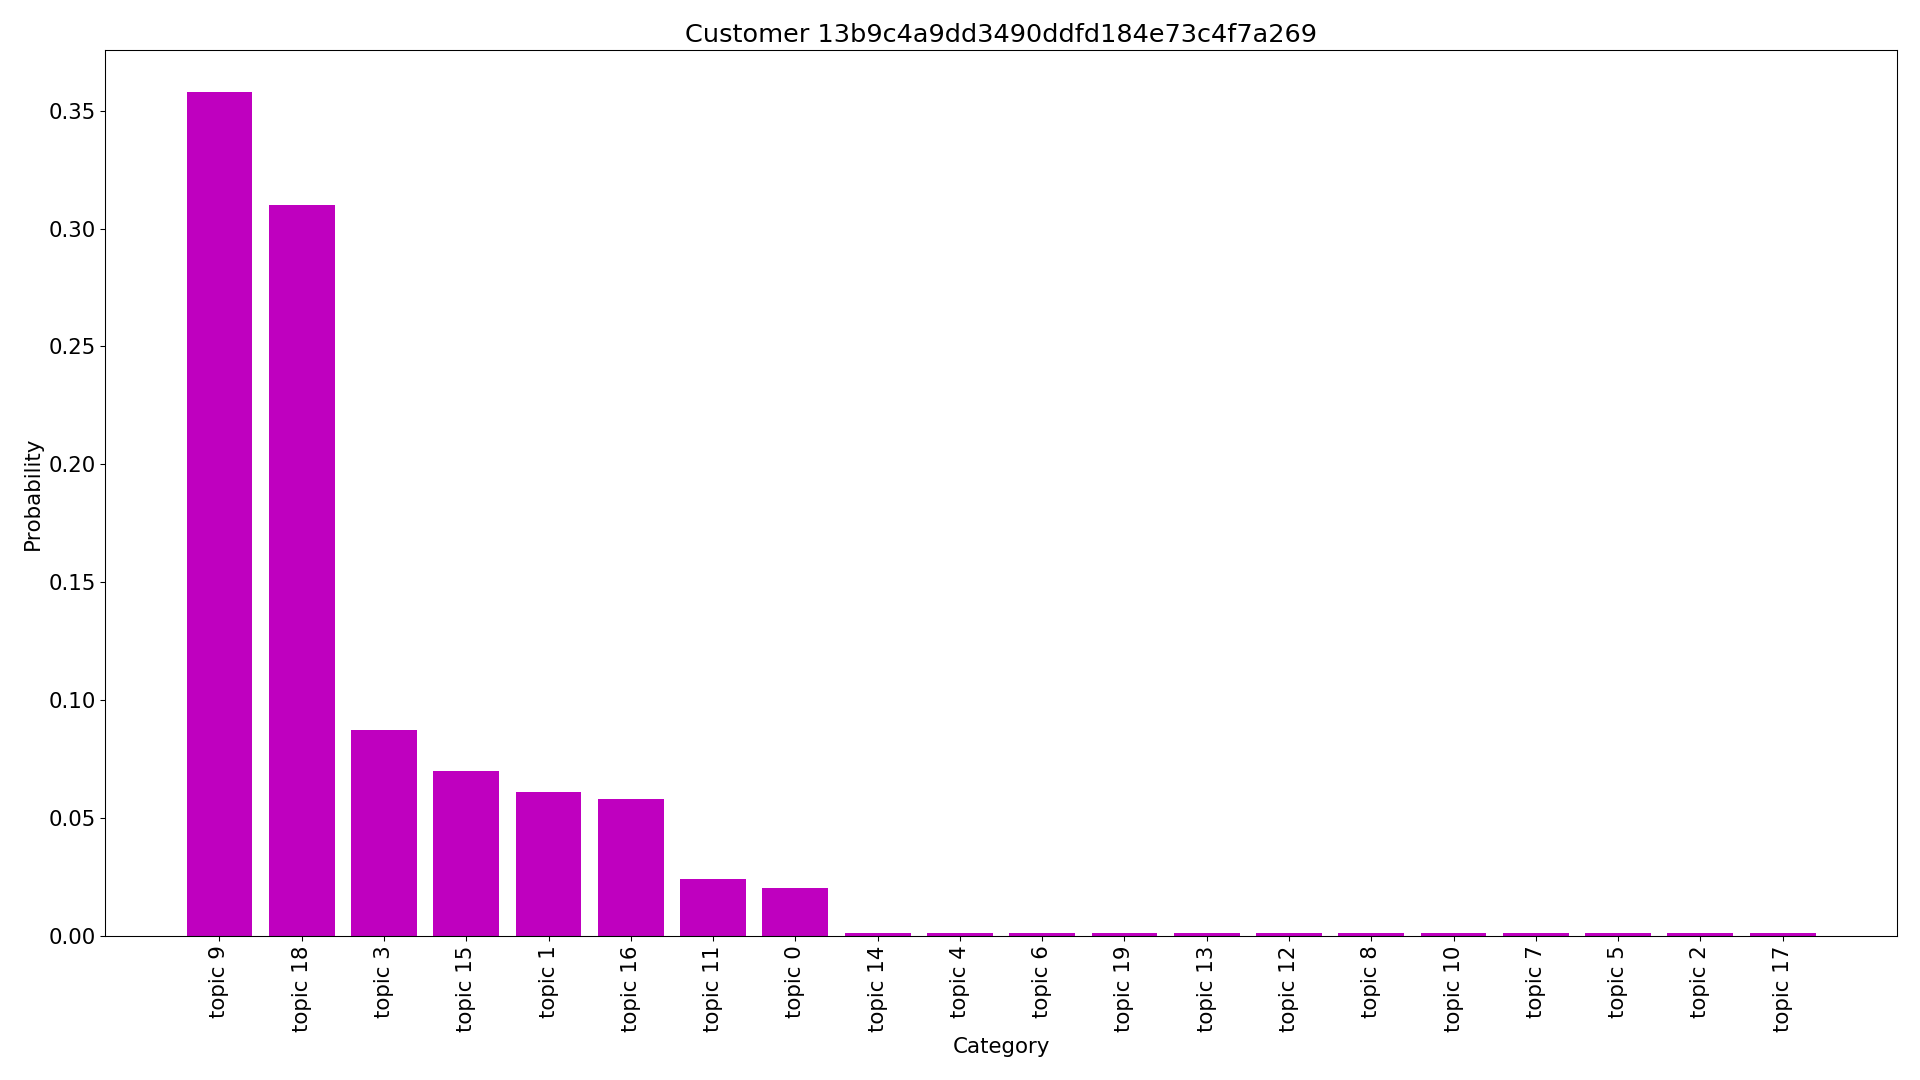 Customer 13b9c4a9dd3490ddfd184e73c4f7a269
Probability
0.35
0.30
0.25
0.20
0.15
0.10
0.05
0.00
topic 9
topic 18
topic 3
topic 15
topic 1
topic 16
topic 11
topic 0
topic 14
topic 4
topic 6
topic 19
topic 13
topic 12
topic 8
topic 10
topic 7
topic 5
topic 2
topic 17
Category